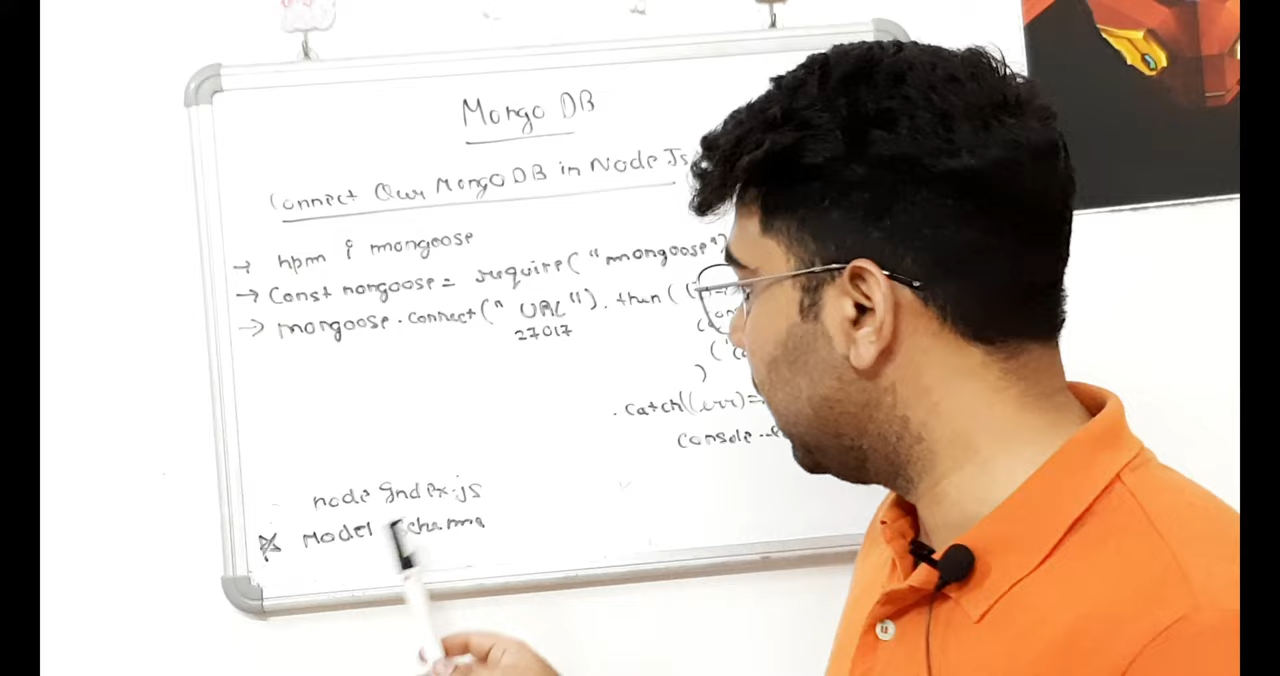 Mongo DB
Connect Our MongoDB in Node Js
→ npm i mongoose
→ Const mongoose = require("mongoose")
→ mongoose.connect("URL").then((
27017
)
.catch((err)=
console.
node Index.js
Model Schema